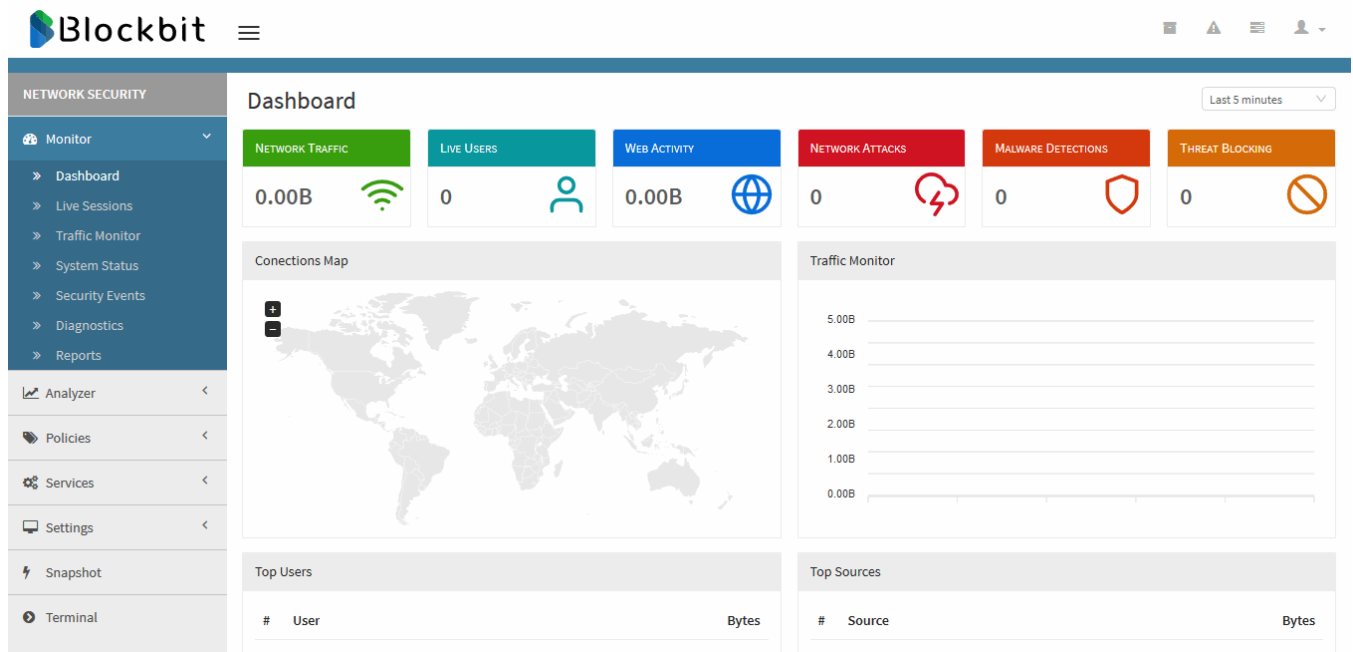 Blockbit
NETWORK SECURITY
Monitor
Dashboard
Live Sessions
Traffic Monitor
System Status
Security Events
Diagnostics
Reports
Analyzer
Policies
Services
Settings
Snapshot
Terminal
Dashboard
Last 5 minutes
Network Traffic
0.00B
Live Users
0
Web Activity
0.00B
Network Attacks
0
Malware Detections
0
Threat Blocking
0
Conections Map
+
−
Traffic Monitor
5.00B
4.00B
3.00B
2.00B
1.00B
0.00B
Top Users
# User Bytes
Top Sources
# Source Bytes